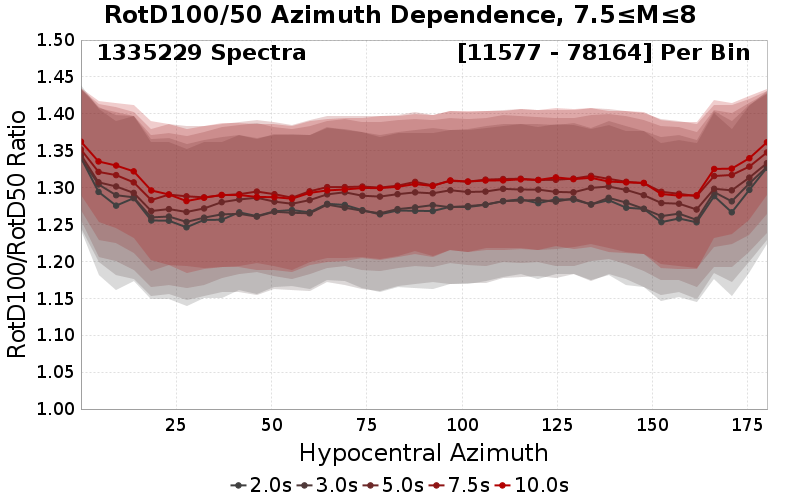 RotD100/50 Azimuth Dependence, 7.5≤M≤8
1335229 Spectra
[11577 - 78164] Per Bin
RotD100/RotD50 Ratio
1.50
1.45
1.40
1.35
1.30
1.25
1.20
1.15
1.10
1.05
1.00
25 50 75 100 125 150 175
Hypocentral Azimuth
2.0s 3.0s 5.0s 7.5s 10.0s